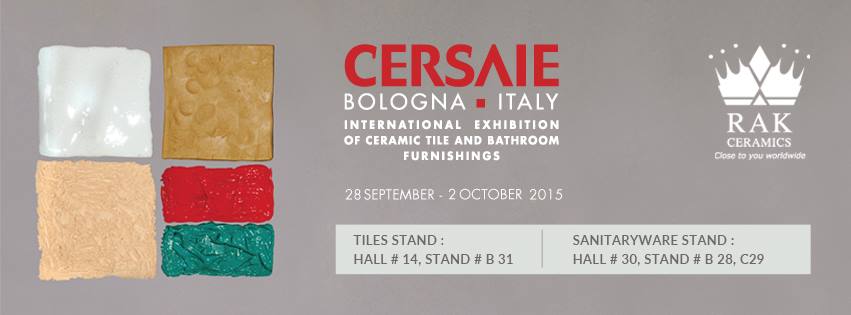 CERSAIE
BOLOGNA ▪ ITALY
INTERNATIONAL EXHIBITION
OF CERAMIC TILE AND BATHROOM
FURNISHINGS
28 SEPTEMBER - 2 OCTOBER 2015
TILES STAND :
HALL # 14, STAND # B 31
SANITARYWARE STAND :
HALL # 30, STAND # B 28, C29
RAK
CERAMICS
Close to you worldwide